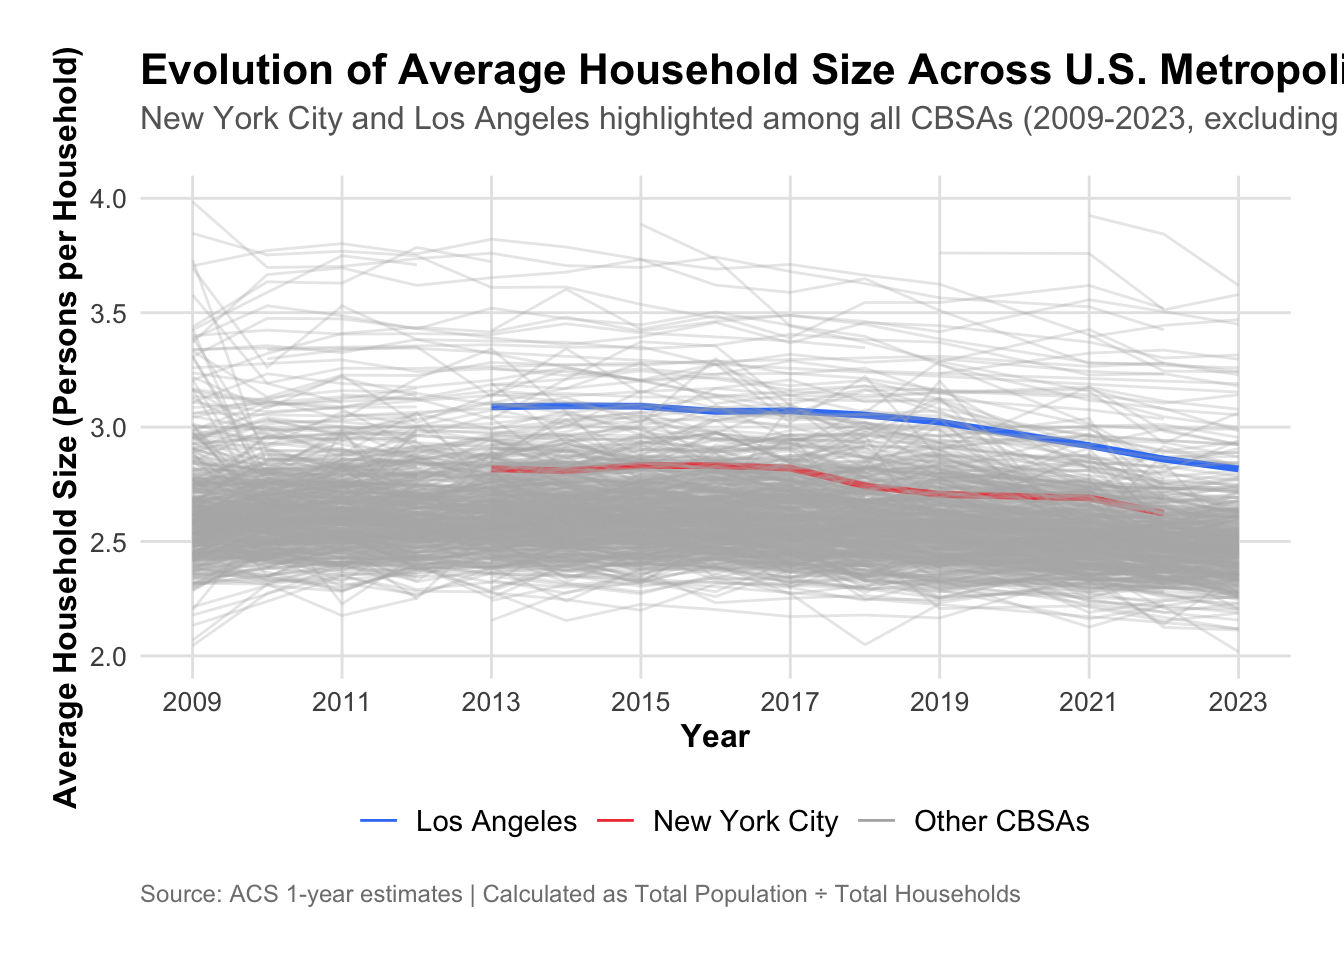 Evolution of Average Household Size Across U.S. Metropoli
New York City and Los Angeles highlighted among all CBSAs (2009-2023, excluding
Average Household Size (Persons per Household)
4.0
3.5
3.0
2.5
2.0
2009 2011 2013 2015 2017 2019 2021 2023
Year
Los Angeles New York City Other CBSAs
Source: ACS 1-year estimates | Calculated as Total Population ÷ Total Households